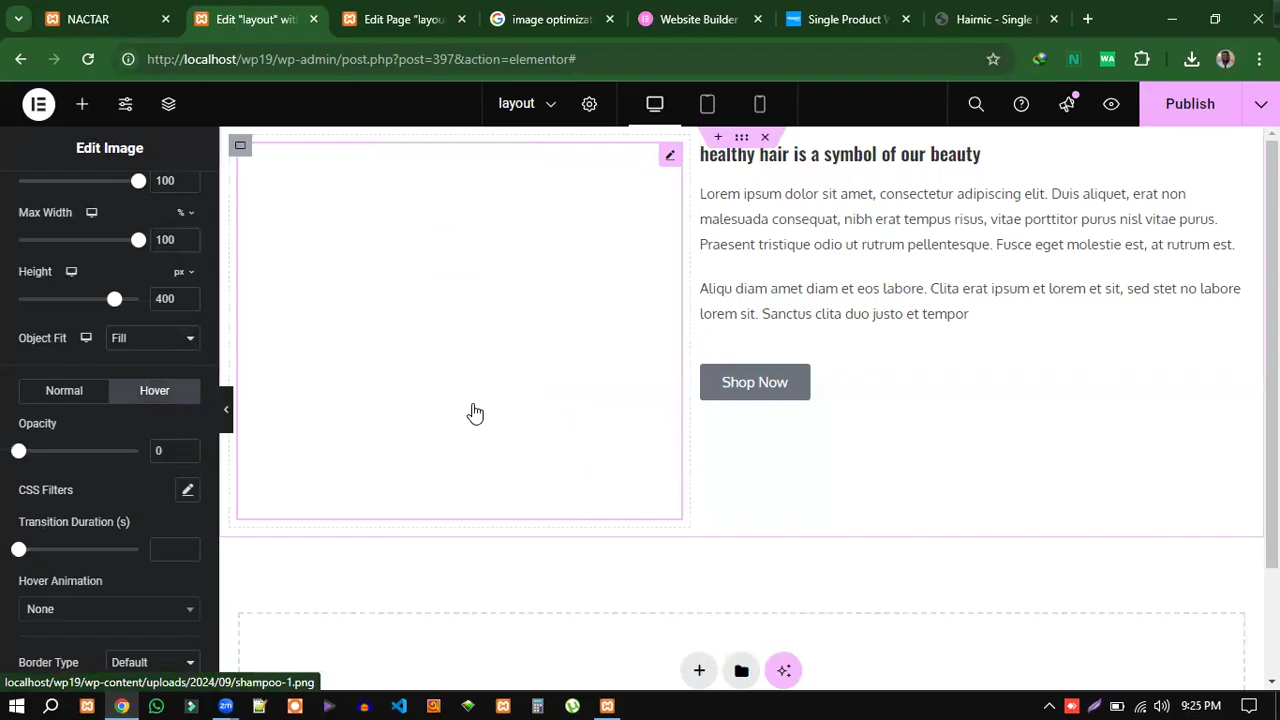 NACTAR
Edit "layout" wit
Edit Page "layou
image optimizat
Website Builder
Single Product V
Hairnic - Single
http://localhost/wp19/wp-admin/post.php?post=397&action=elementor#
layout
Publish
Edit Image
100
Max Width
%
100
Height
px
400
Object Fit
Fill
Normal
Hover
Opacity
0
CSS Filters
Transition Duration (s)
Hover Animation
None
Border Type
Default
healthy hair is a symbol of our beauty
Lorem ipsum dolor sit amet, consectetur adipiscing elit. Duis aliquet, erat non
malesuada consequat, nibh erat tempus risus, vitae porttitor purus nisl vitae purus.
Praesent tristique odio ut rutrum pellentesque. Fusce eget molestie est, at rutrum est.
Aliqu diam amet diam et eos labore. Clita erat ipsum et lorem et sit, sed stet no labore
lorem sit. Sanctus clita duo justo et tempor
Shop Now
localhost/wp19/wp-content/uploads/2024/09/shampoo-1.png
9:25 PM